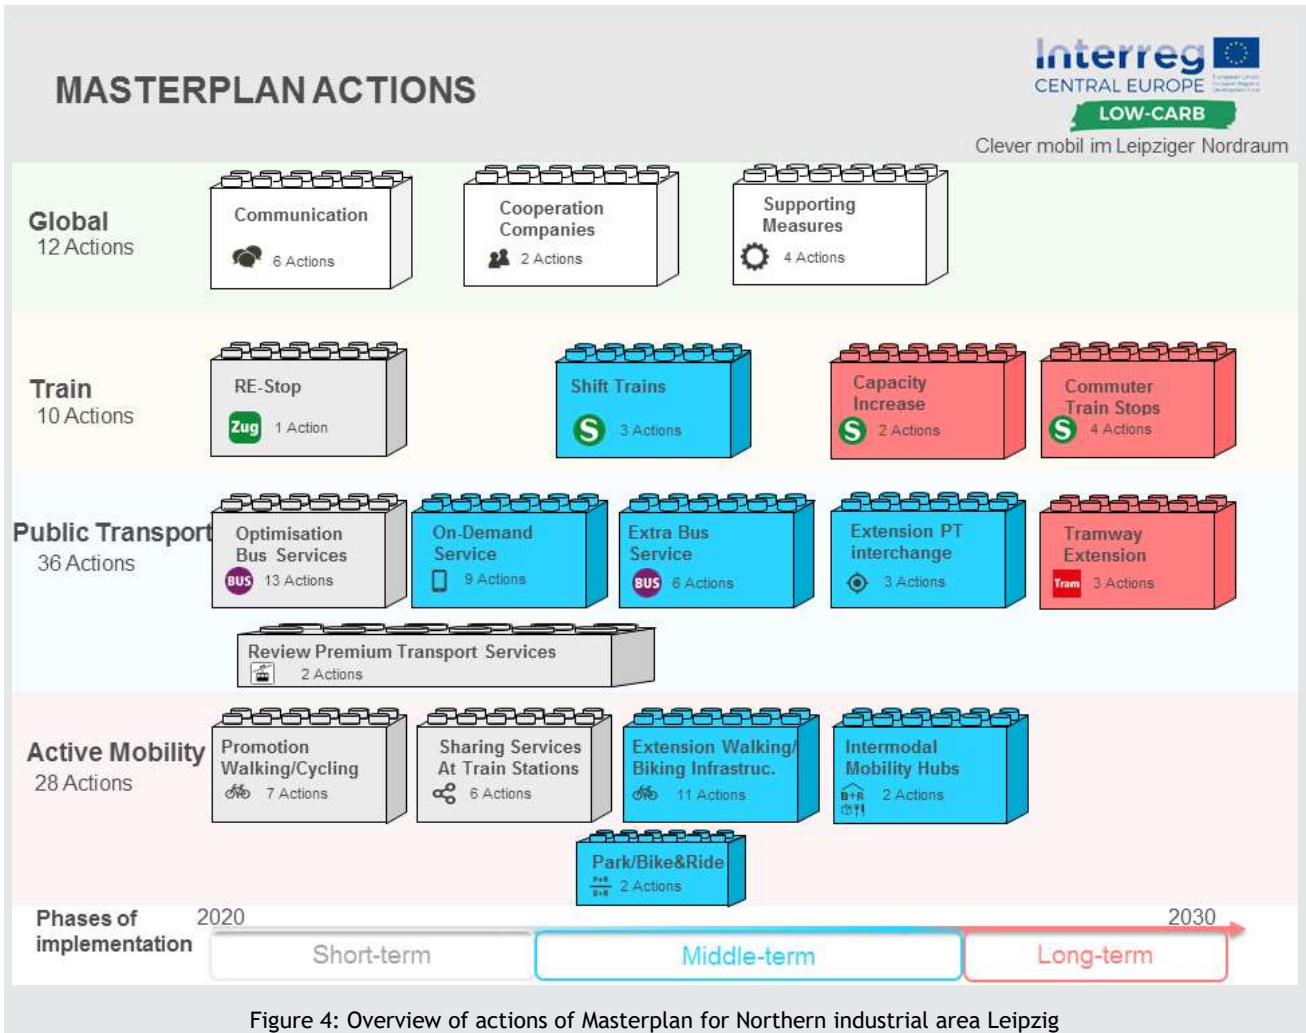 MASTERPLAN ACTIONS
Interreg
CENTRAL EUROPE
LOW-CARB
Clever mobil im Leipziger Nordraum
Global
12 Actions
Communication
6 Actions
Cooperation
Companies
2 Actions
Supporting
Measures
4 Actions
Train
10 Actions
RE-Stop
Zug
1 Action
Shift Trains
S
3 Actions
Capacity
Increase
S
2 Actions
Commuter
Train Stops
S
4 Actions
Public Transport
36 Actions
Optimisation
Bus Services
BUS
13 Actions
On-Demand
Service
9 Actions
Extra Bus
Service
BUS
6 Actions
Extension PT
interchange
3 Actions
Tramway
Extension
Tram
3 Actions
Review Premium Transport Services
2 Actions
Active Mobility
28 Actions
Promotion
Walking/Cycling
7 Actions
Sharing Services
At Train Stations
6 Actions
Extension Walking/
Biking Infrastruc.
11 Actions
Intermodal
Mobility Hubs
B+R
2 Actions
Park/Bike&Ride
P+R
B+R
2 Actions
Phases of
implementation
2020
2030
Short-term
Middle-term
Long-term
Figure 4: Overview of actions of Masterplan for Northern industrial area Leipzig